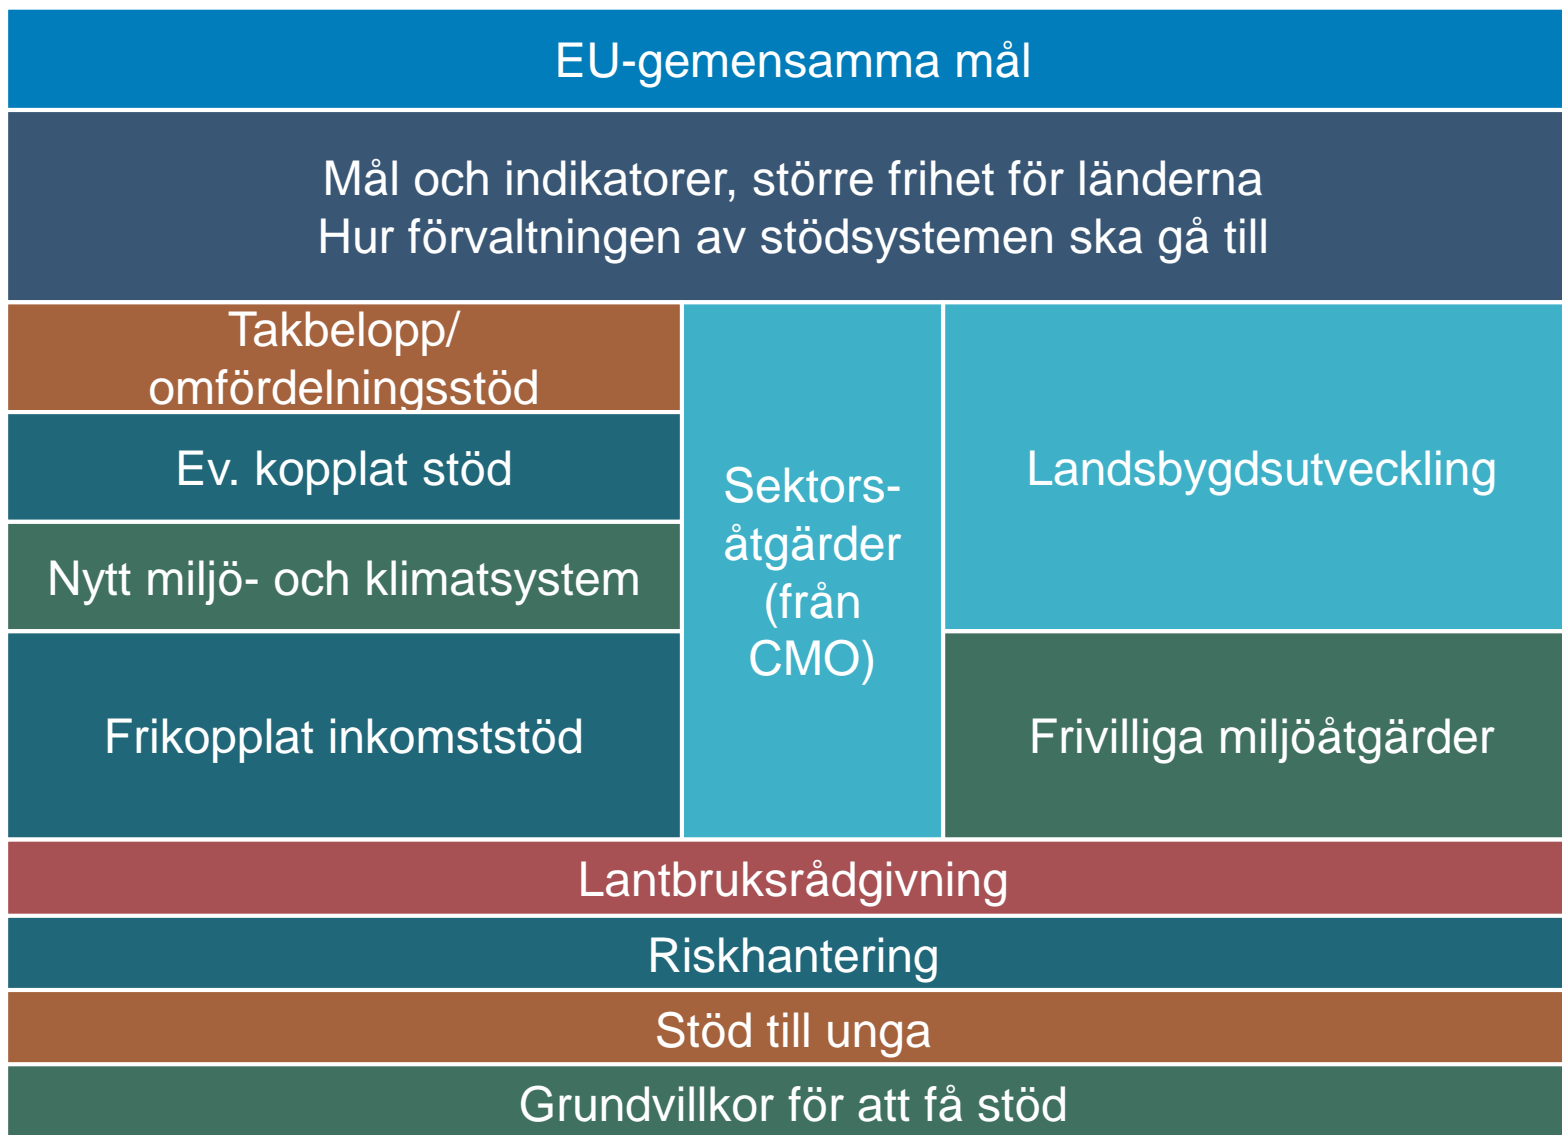 EU-gemensamma mål
Mål och indikatorer, större frihet för länderna
Hur förvaltningen av stödsystemen ska gå till
Takbelopp/
omfördelningsstöd
Ev. kopplat stöd
Nytt miljö- och klimatsystem
Frikopplat inkomststöd
Sektors-
åtgärder
(från
CMO)
Landsbygdsutveckling
Frivilliga miljöåtgärder
Lantbruksrådgivning
Riskhantering
Stöd till unga
Grundvillkor för att få stöd